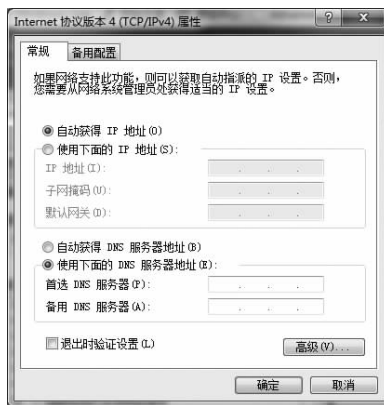 Internet 协议版本 4 (TCP/IPv4) 属性
常规 备用配置
如果网络支持此功能，则可以获取自动指派的 IP 设置。否则，
您需要从网络系统管理员处获得适当的 IP 设置。
自动获得 IP 地址(O)
使用下面的 IP 地址(S):
IP 地址(I):
子网掩码(U):
默认网关(D):
自动获得 DNS 服务器地址(B)
使用下面的 DNS 服务器地址(E):
首选 DNS 服务器(P):
备用 DNS 服务器(A):
退出时验证设置(L)
高级(V)...
确定 取消